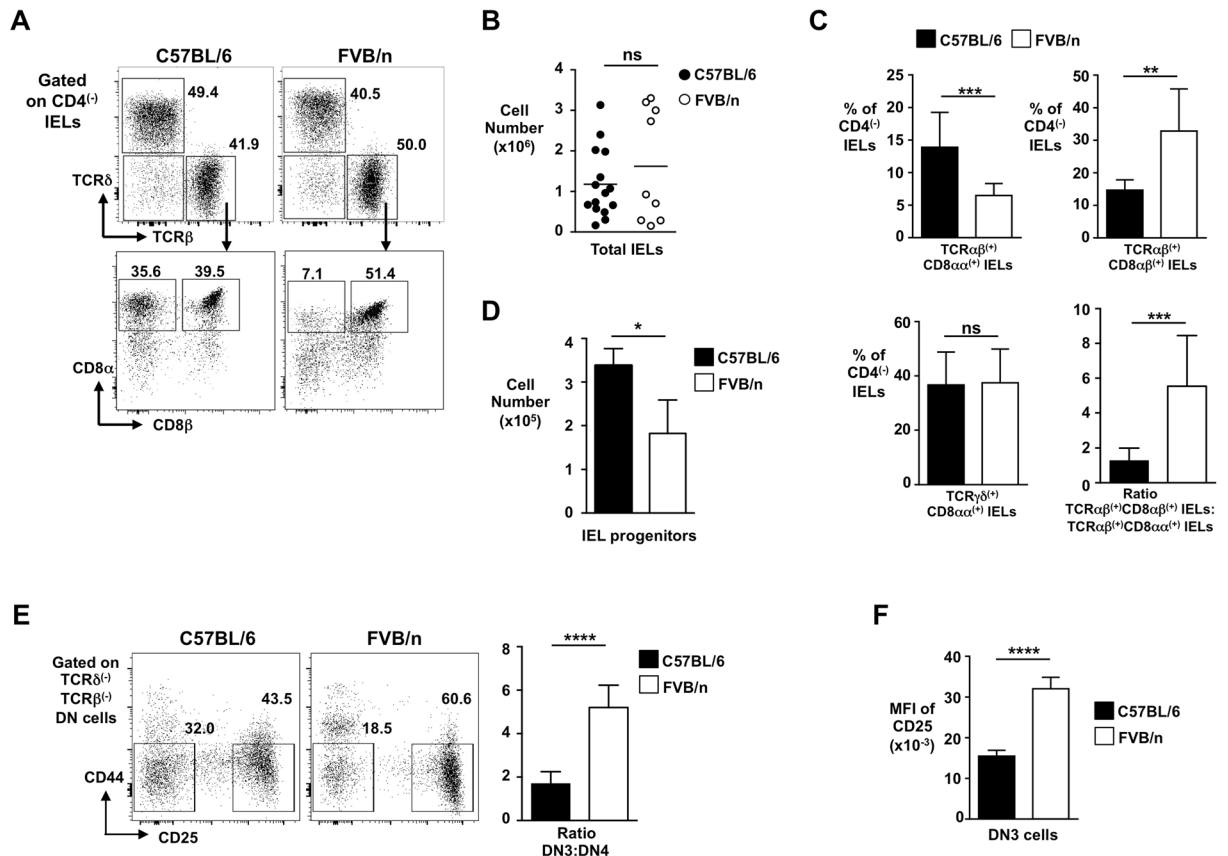 A
C57BL/6
FVB/n
Gated
on CD4(-)
IELs
49.4
41.9
40.5
50.0
TCRδ
TCRβ
35.6
39.5
7.1
51.4
CD8α
CD8β
B
ns
C57BL/6
FVB/n
Cell
Number
(x10⁶)
4
3
2
1
0
Total IELs
C
C57BL/6
FVB/n
% of
CD4(-)
IELs
25
20
15
10
5
0
***
TCRαβ(+)
CD8αα(+) IELs
% of
CD4(-)
IELs
50
40
30
20
10
0
**
TCRαβ(+)
CD8αβ(+) IELs
% of
CD4(-)
IELs
60
40
20
0
ns
TCRγδ(+)
CD8αα(+) IELs
10
8
6
4
2
0
***
Ratio
TCRαβ(+)CD8αβ(+) IELs:
TCRαβ(+)CD8αα(+) IELs
D
Cell
Number
(x10⁵)
4
3
2
1
0
*
C57BL/6
FVB/n
IEL progenitors
E
C57BL/6
FVB/n
Gated on
TCRδ(-)
TCRβ(-)
DN cells
32.0
43.5
18.5
60.6
CD44
CD25
8
6
4
2
0
****
C57BL/6
FVB/n
Ratio
DN3:DN4
F
MFI of
CD25
(x10⁻³)
40
30
20
10
0
****
C57BL/6
FVB/n
DN3 cells